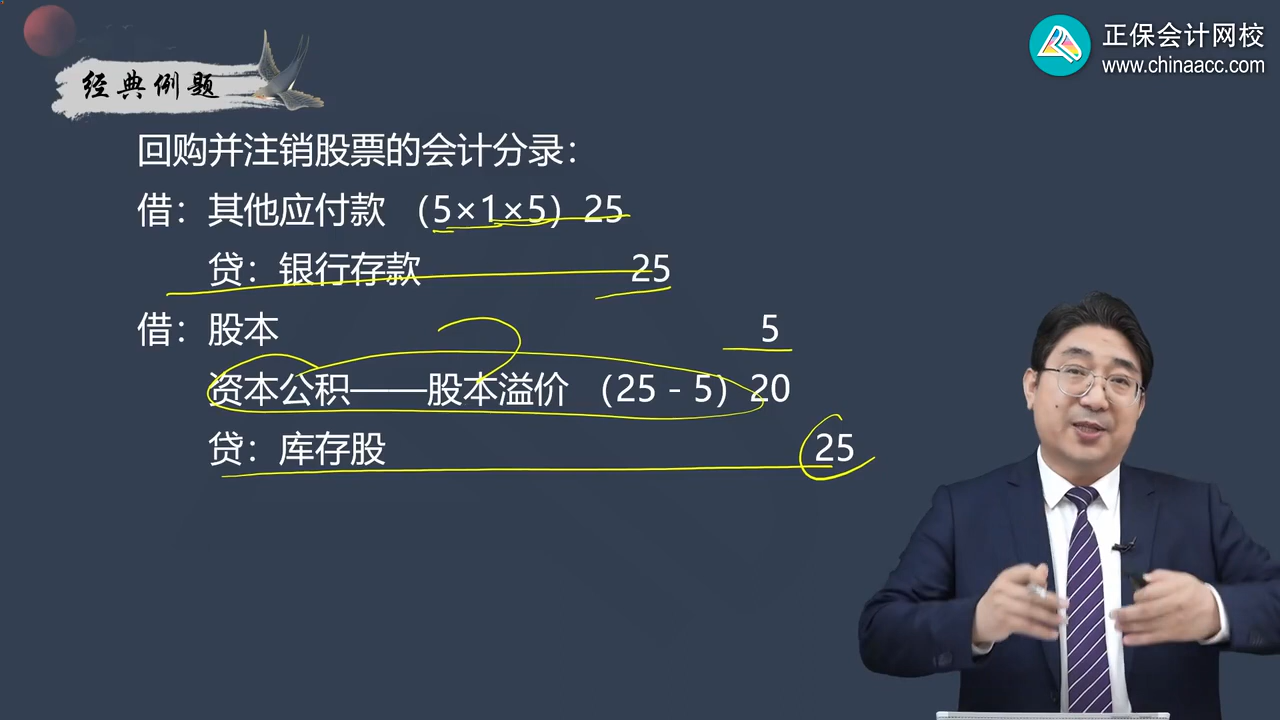 正保会计网校
www.chinaacc.com
经典例题
回购并注销股票的会计分录：
借：其他应付款 （5×1×5）25
贷：银行存款 25
借：股本 5
资本公积——股本溢价 （25-5）20
贷：库存股 25